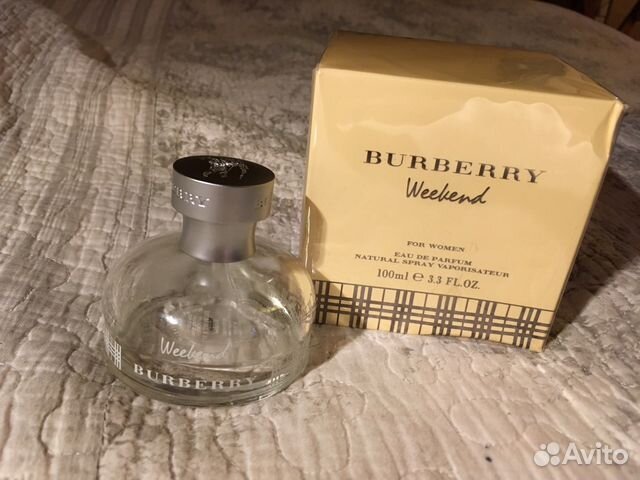 BURBERRY
Weekend
FOR WOMEN
EAU DE PARFUM
NATURAL SPRAY VAPORISATEUR
100ml e 3.3 FL.OZ.
Weekend
BURBERRY
Avito